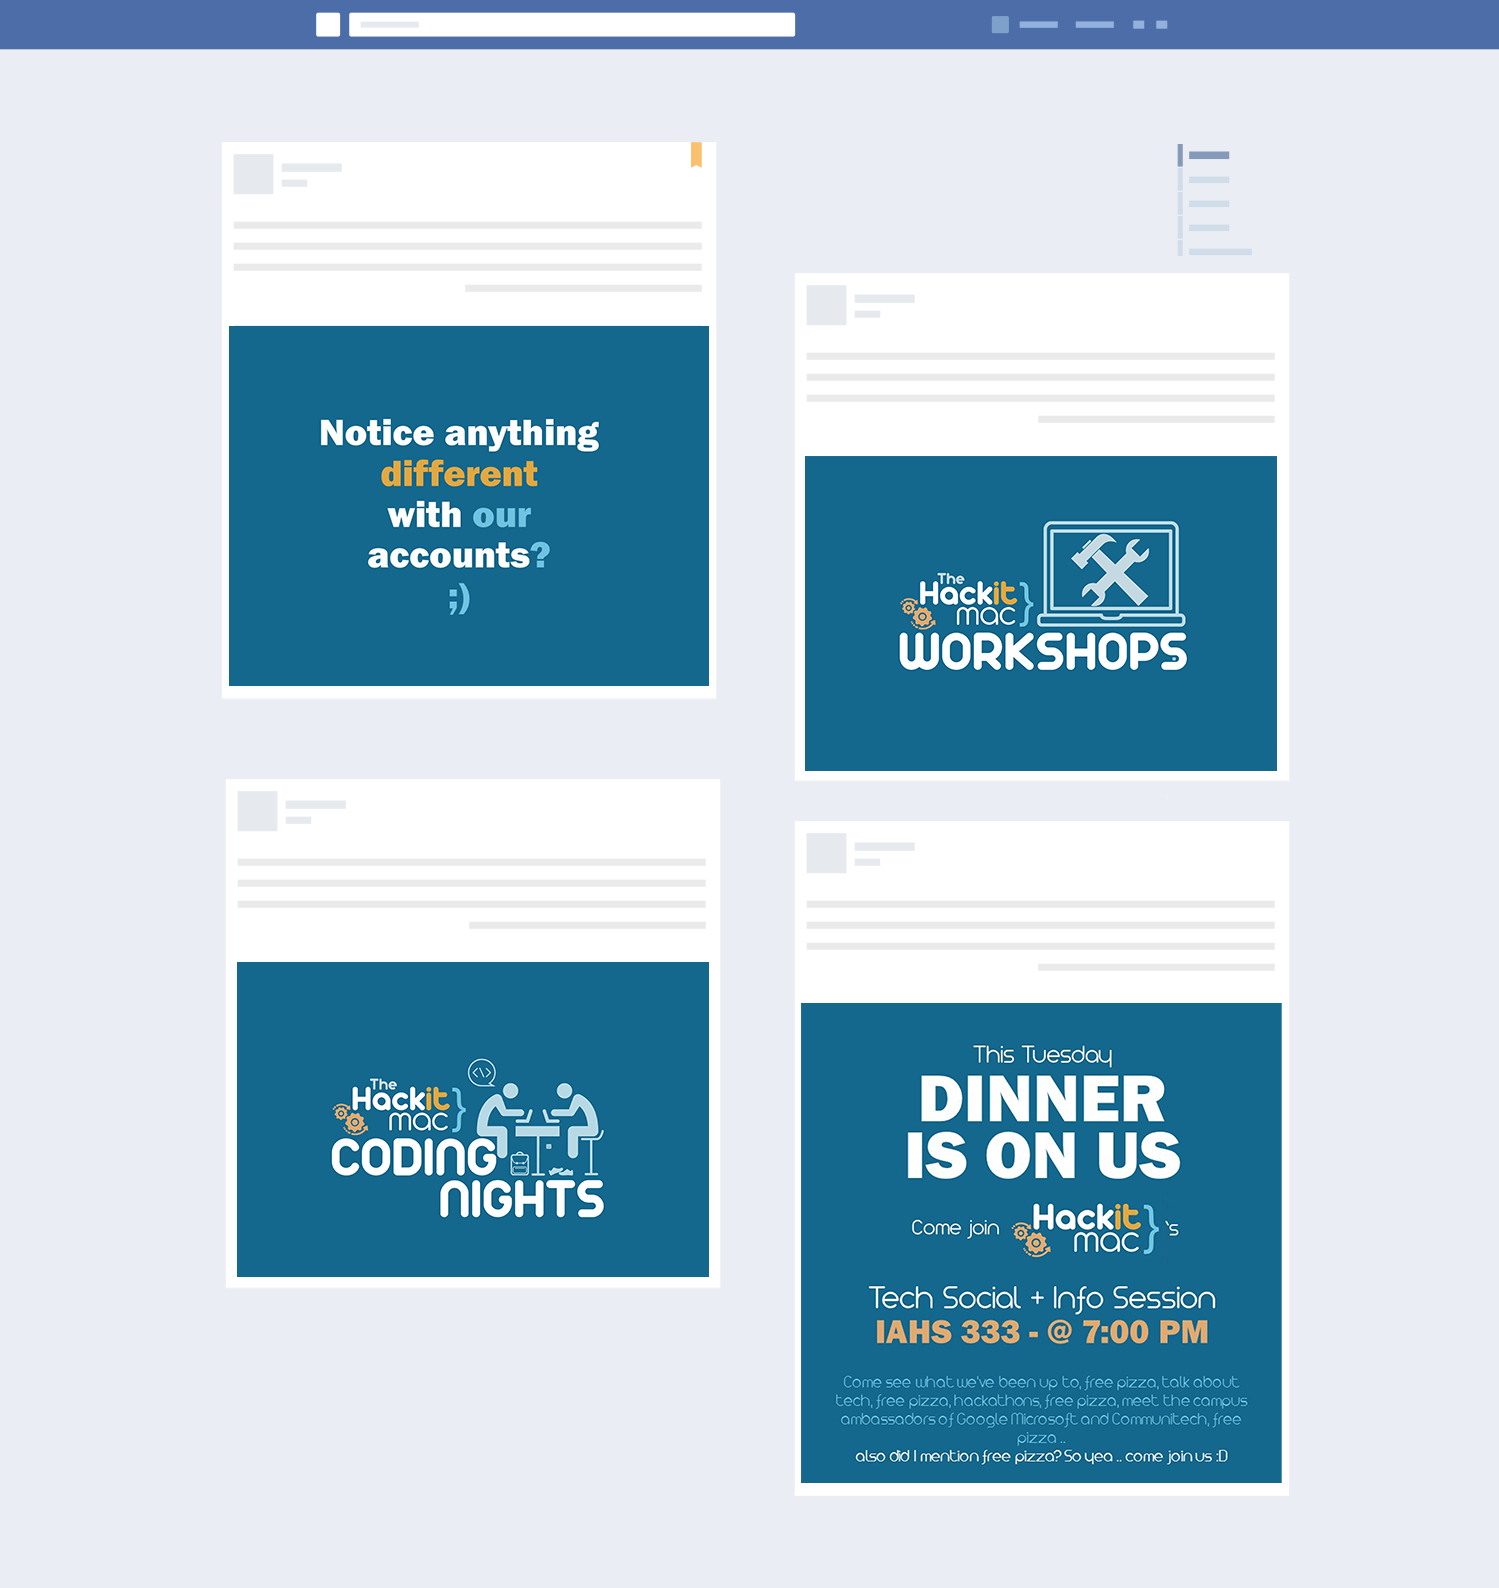 Notice anything
different
with our
accounts?
;)
The
Hackit
mac}
WORKSHOPS
<\>
The
Hackit
mac}
CODING
NIGHTS
This Tuesday
DINNER
IS ON US
Come join Hackit mac} 's
Tech Social + Info Session
IAHS 333 - @ 7:00 PM
Come see what we've been up to, free pizza, talk about
tech, free pizza, hackathons, free pizza, meet the campus
ambassadors of Google Microsoft and Communitech, free
pizza ..
also did I mention free pizza? So yea .. come join us :D